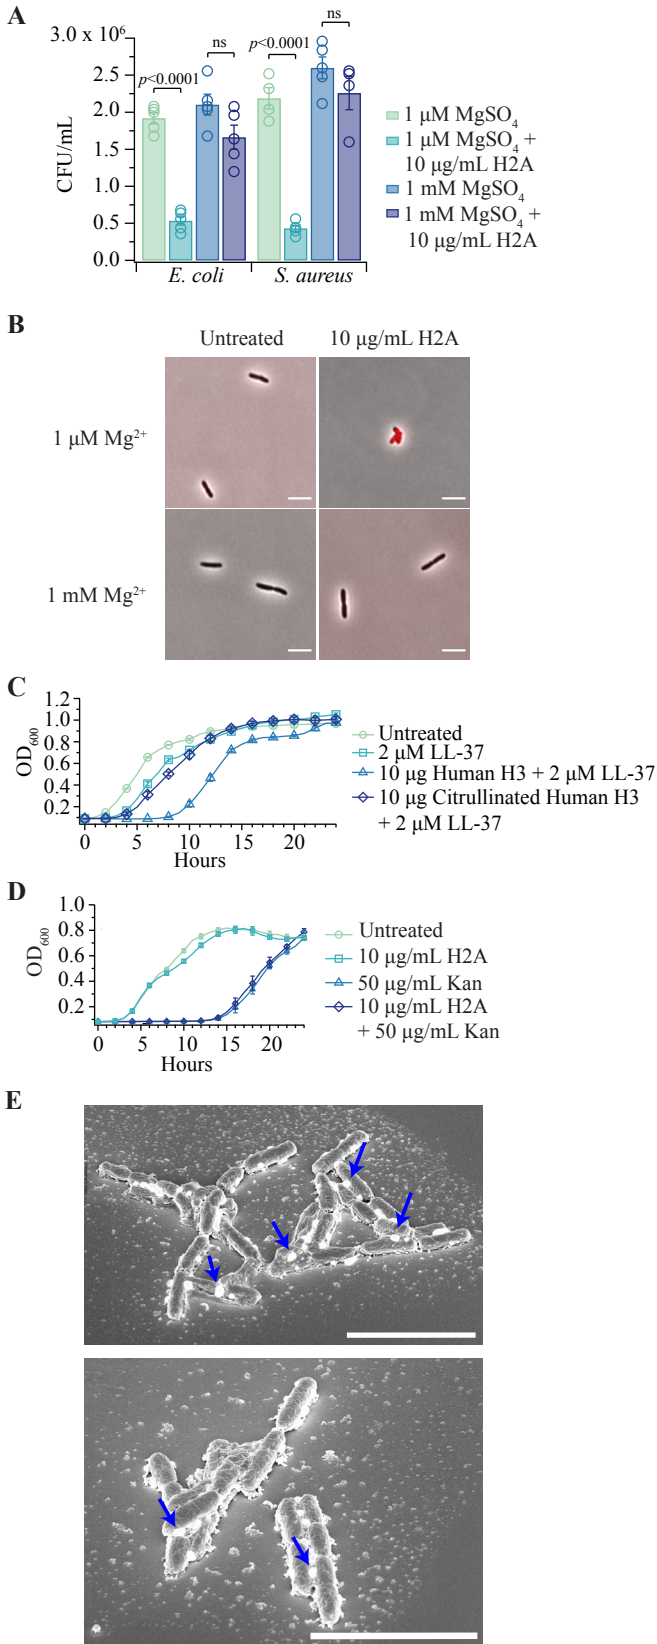 A
3.0 x 10⁶
2.5
2.0
1.5
1.0
0.5
0.0
CFU/mL
p<0.0001
ns
p<0.0001
ns
E. coli
S. aureus
1 μM MgSO₄
1 μM MgSO₄ +
10 μg/mL H2A
1 mM MgSO₄
1 mM MgSO₄ +
10 μg/mL H2A
B
Untreated
10 μg/mL H2A
1 μM Mg²⁺
1 mM Mg²⁺
C
1.2
1.0
0.8
0.6
0.4
0.2
OD₆₀₀
0
5
10
15
20
Hours
Untreated
2 μM LL-37
10 μg Human H3 + 2 μM LL-37
10 μg Citrullinated Human H3
+ 2 μM LL-37
D
1.0
0.8
0.6
0.4
0.2
OD₆₀₀
0
5
10
15
20
Hours
Untreated
10 μg/mL H2A
50 μg/mL Kan
10 μg/mL H2A
+ 50 μg/mL Kan
E